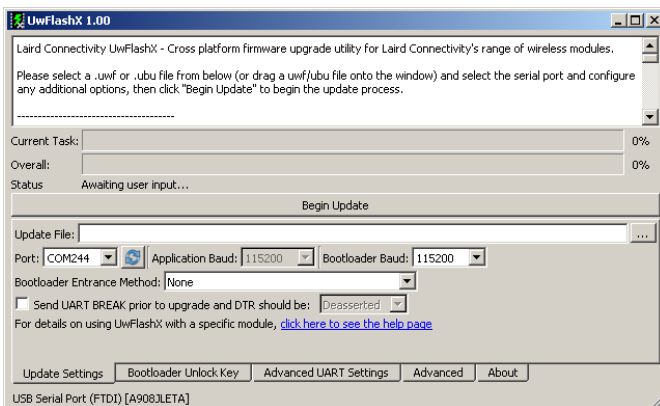 UwFlashX 1.00
Laird Connectivity UwFlashX - Cross platform firmware upgrade utility for Laird Connectivity's range of wireless modules.
Please select a .uwf or .ubu file from below (or drag a uwf/ubu file onto the window) and select the serial port and configure
any additional options, then click "Begin Update" to begin the update process.
--------------------------------------
Current Task: 0%
Overall: 0%
Status Awaiting user input...
Begin Update
Update File: ...
Port: COM244 Application Baud: 115200 Bootloader Baud: 115200
Bootloader Entrance Method: None
Send UART BREAK prior to upgrade and DTR should be: Deasserted
For details on using UwFlashX with a specific module, click here to see the help page
Update Settings Bootloader Unlock Key Advanced UART Settings Advanced About
USB Serial Port (FTDI) [A908JLETA]